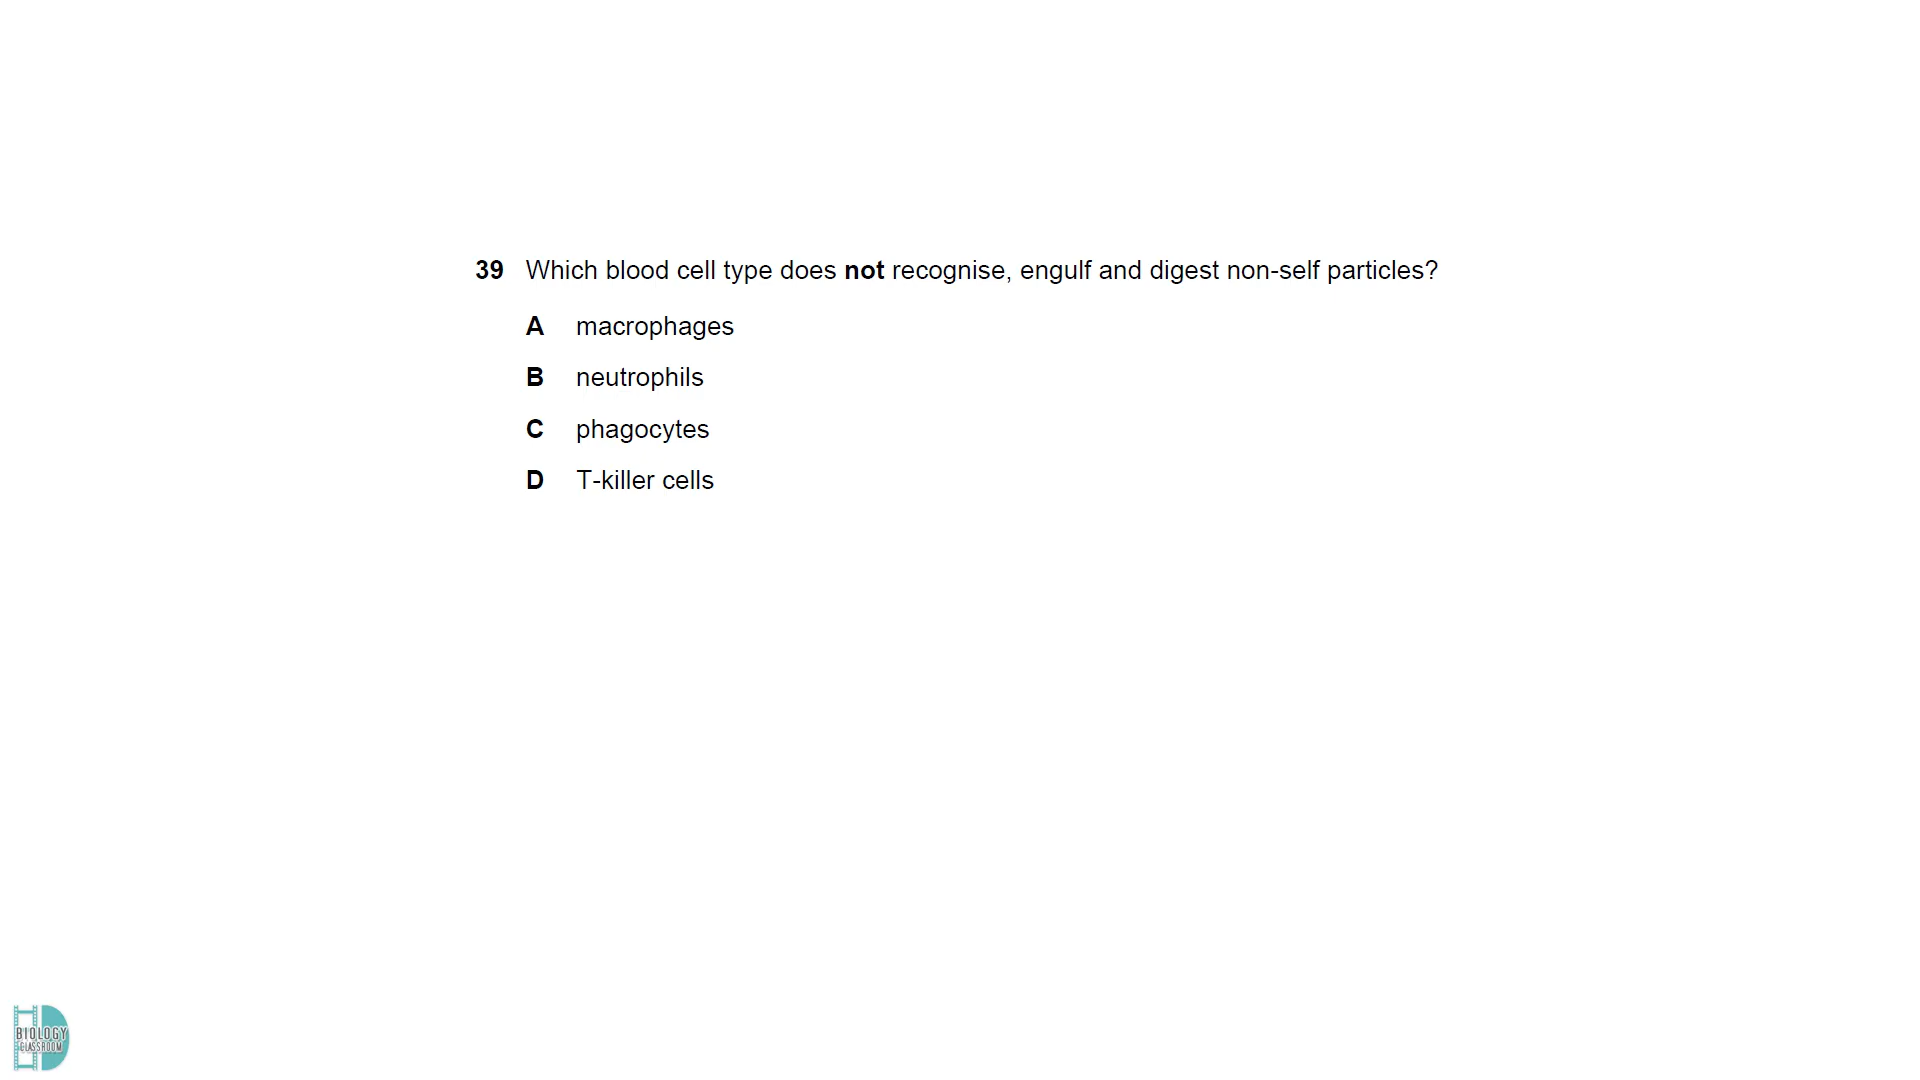 39 Which blood cell type does not recognise, engulf and digest non-self particles?
A macrophages
B neutrophils
C phagocytes
D T-killer cells
BIOLOGY
CLASSROOM